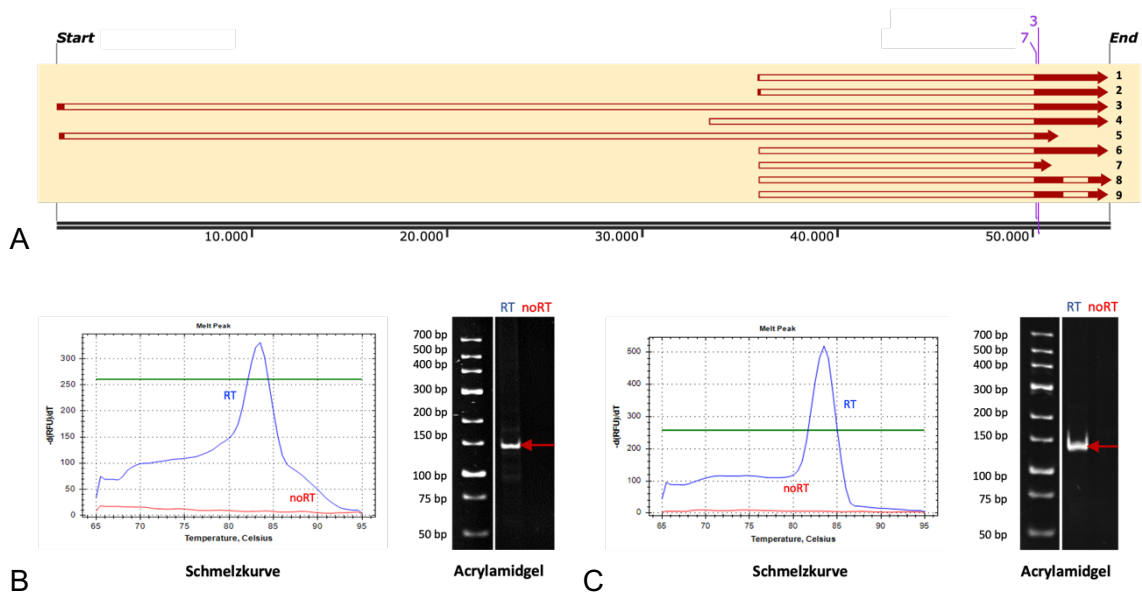 3
Start
7
End
1
2
3
4
5
6
7
8
9
A
10.000 20.000 30.000 40.000 50.000
RT noRT
Melt Peak
300
250
200
150
100
50
0
-d(RFU)/dT
RT
noRT
65 70 75 80 85 90 95
Temperature, Celsius
700 bp
500 bp
400 bp
300 bp
200 bp
150 bp
100 bp
75 bp
50 bp
B
Schmelzkurve
Acrylamidgel
RT noRT
Melt Peak
500
400
300
200
100
0
-d(RFU)/dT
RT
noRT
65 70 75 80 85 90 95
Temperature, Celsius
700 bp
500 bp
400 bp
300 bp
200 bp
150 bp
100 bp
75 bp
50 bp
C
Schmelzkurve
Acrylamidgel